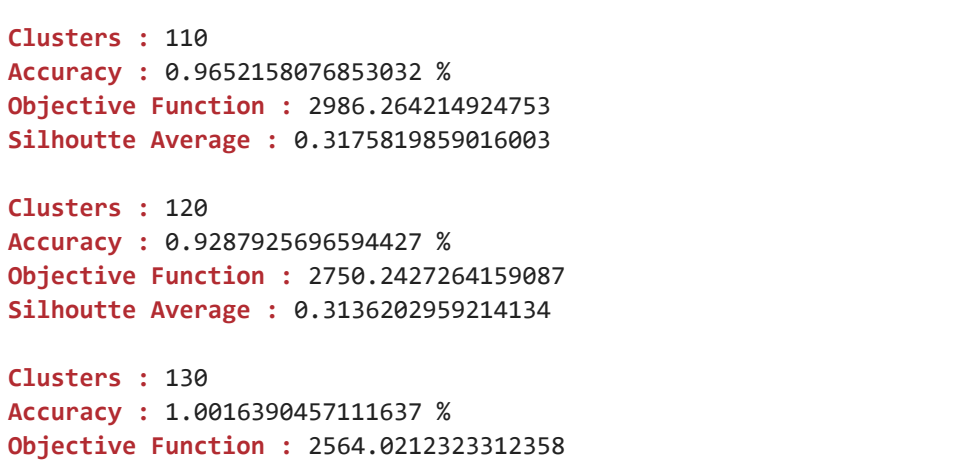 Clusters : 110
Accuracy : 0.9652158076853032 %
Objective Function : 2986.264214924753
Silhoutte Average : 0.3175819859016003
Clusters : 120
Accuracy : 0.9287925696594427 %
Objective Function : 2750.2427264159087
Silhoutte Average : 0.3136202959214134
Clusters : 130
Accuracy : 1.0016390457111637 %
Objective Function : 2564.0212323312358